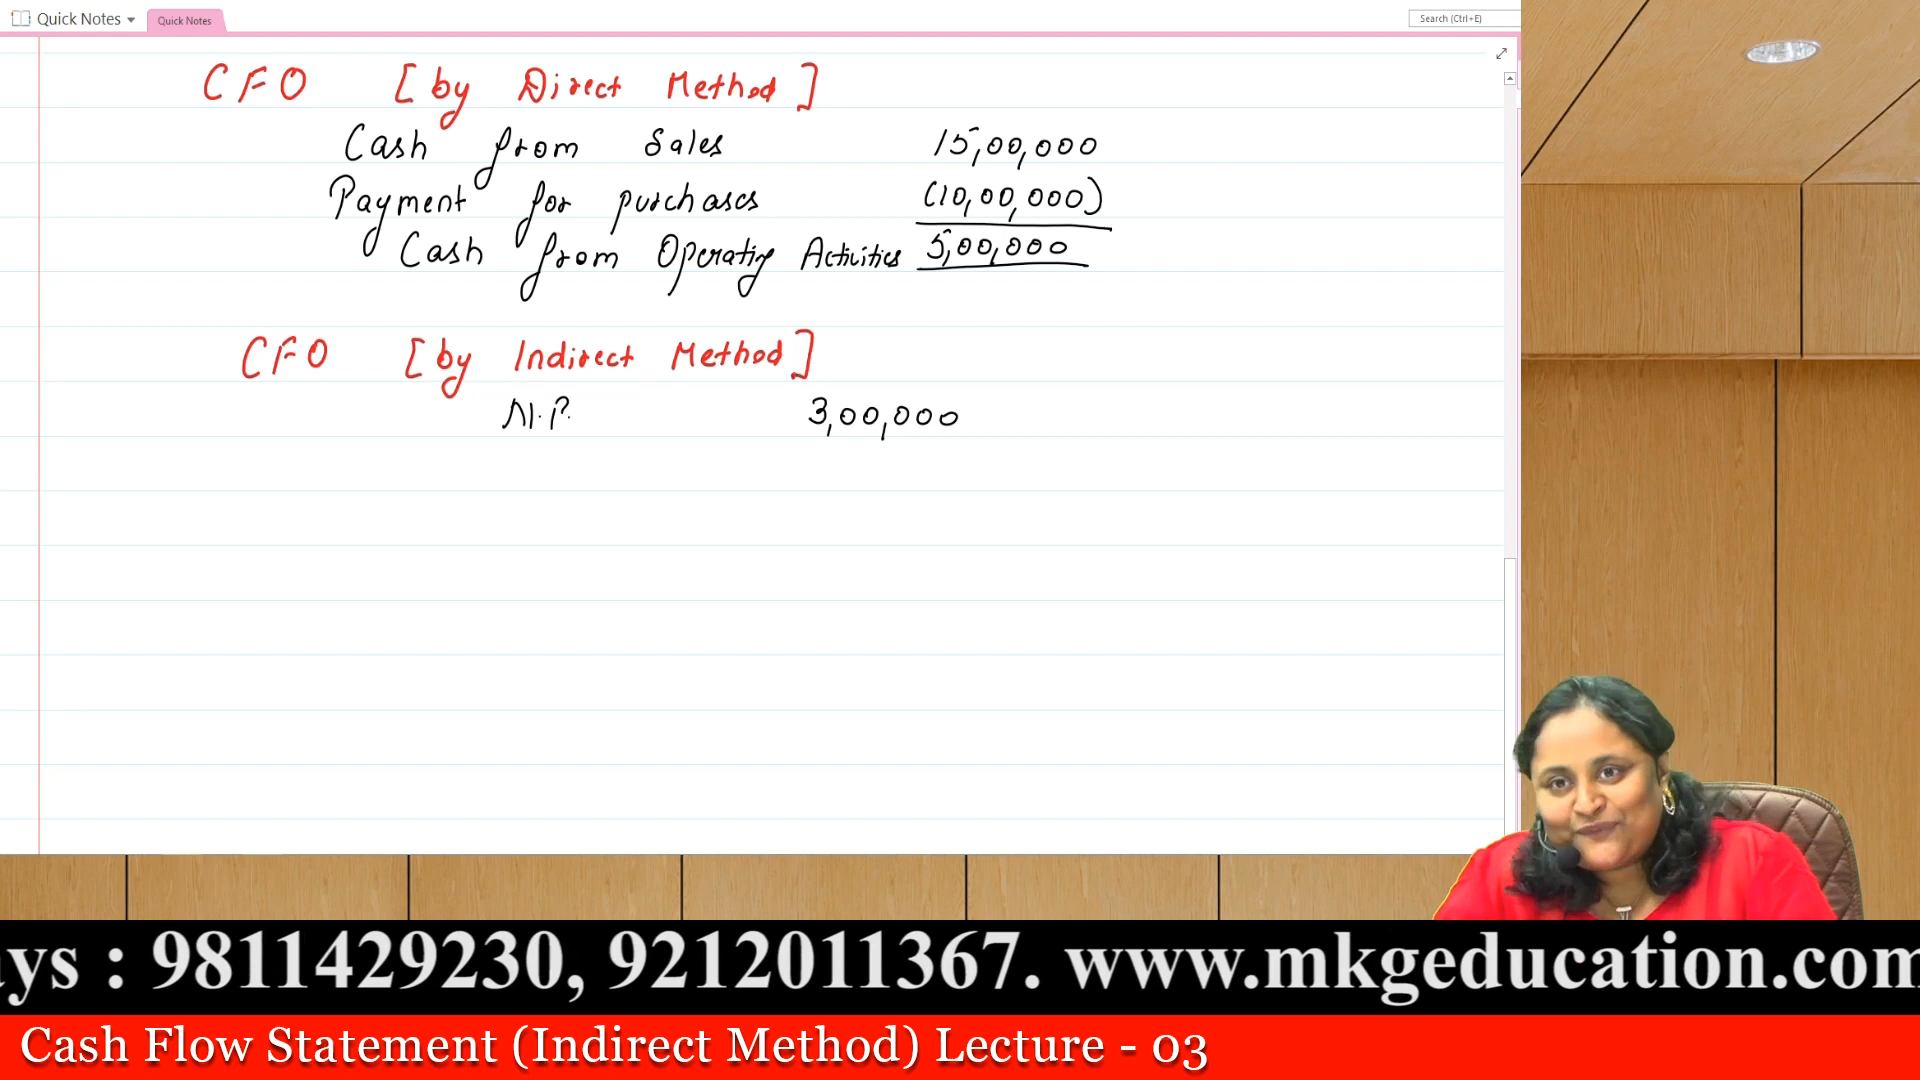 Quick Notes
Quick Notes
Search (Ctrl+E)
CFO [by Direct Method]
Cash from Sales 15,00,000
Payment for purchases (10,00,000)
Cash from Operating Activities 5,00,000
CFO [by Indirect Method]
N.P. 3,00,000
ays : 9811429230, 9212011367. www.mkgeducation.com
Cash Flow Statement (Indirect Method) Lecture - 03